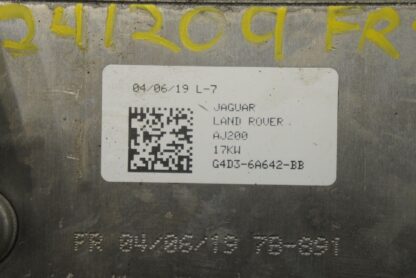 241209 FR
04/06/19 L-7
JAGUAR
LAND ROVER
AJ200
17KW
G4D3-6A642-BB
PR 04/06/19 7B-891